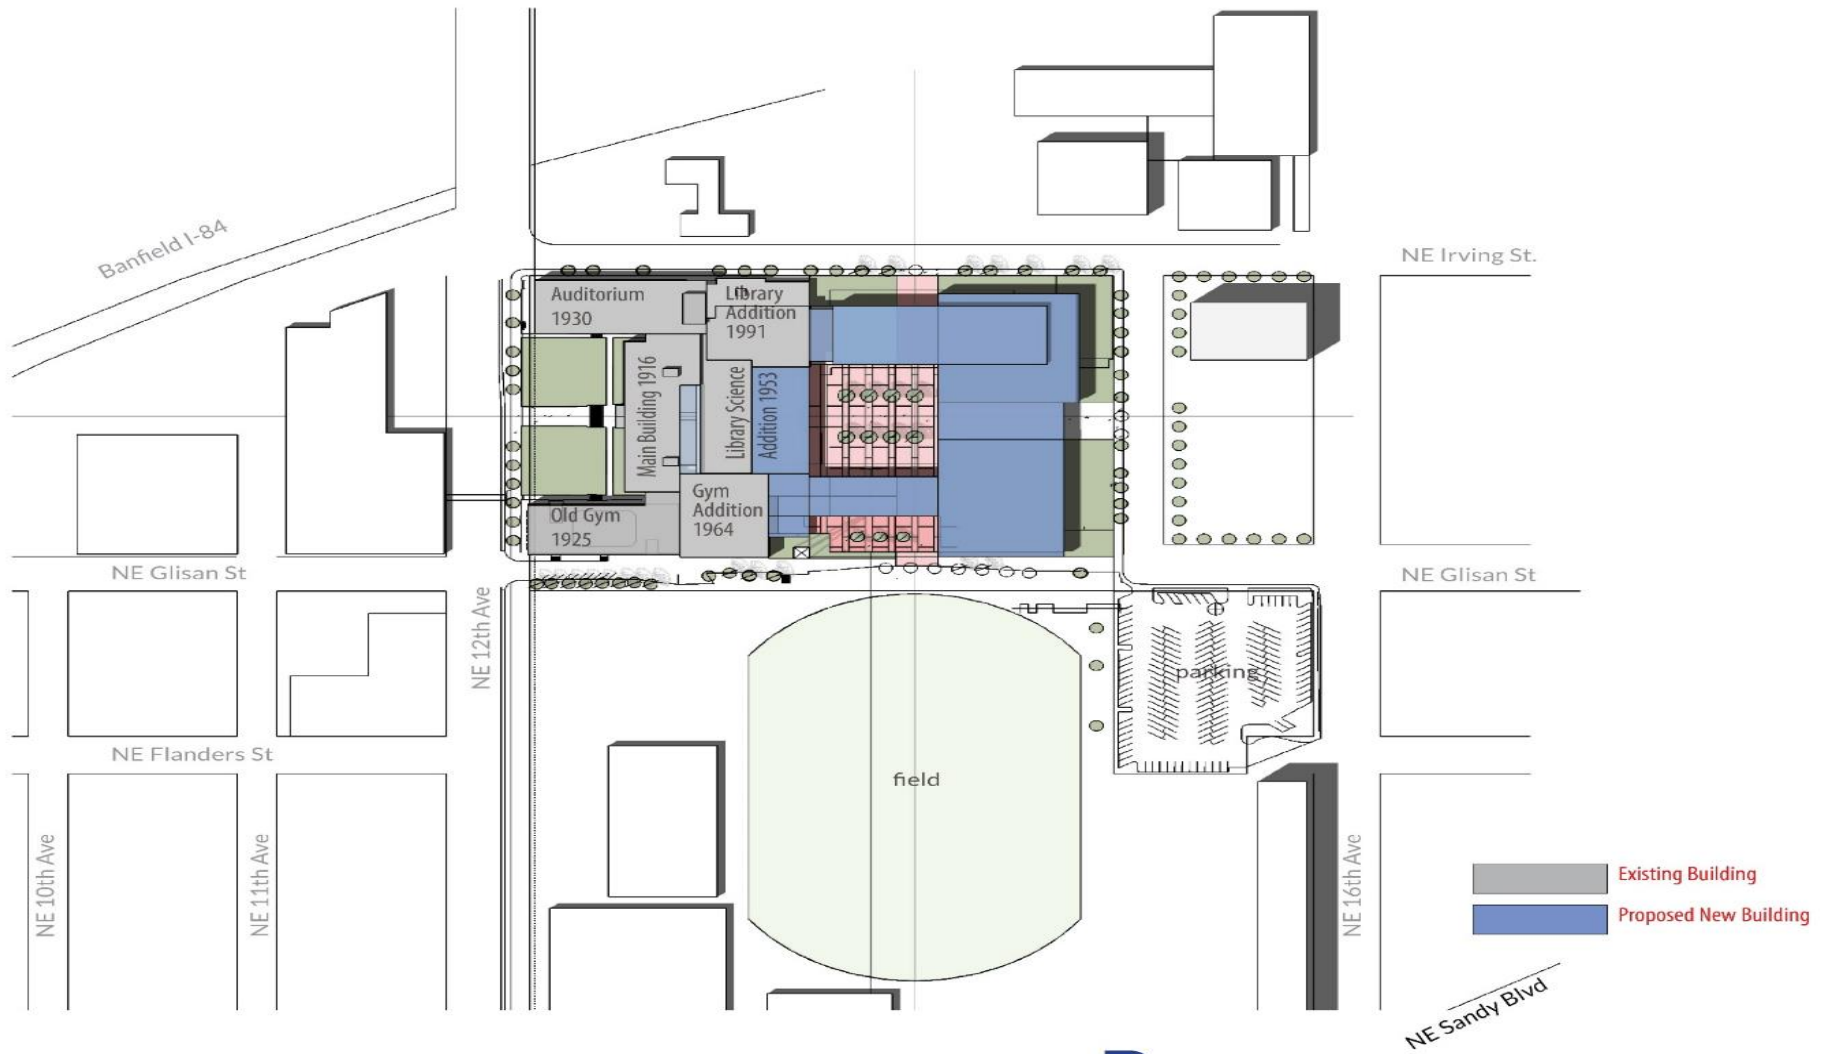 Banfield I-84
NE Irving St.
Auditorium
1930
Library
Addition
1991
Main Building 1916
Library Science
Addition 1953
Gym
Addition
1964
Old Gym
1925
NE Glisan St
NE Glisan St
NE 12th Ave
parking
NE Flanders St
field
NE 10th Ave
NE 11th Ave
NE 16th Ave
Existing Building
Proposed New Building
NE Sandy Blvd